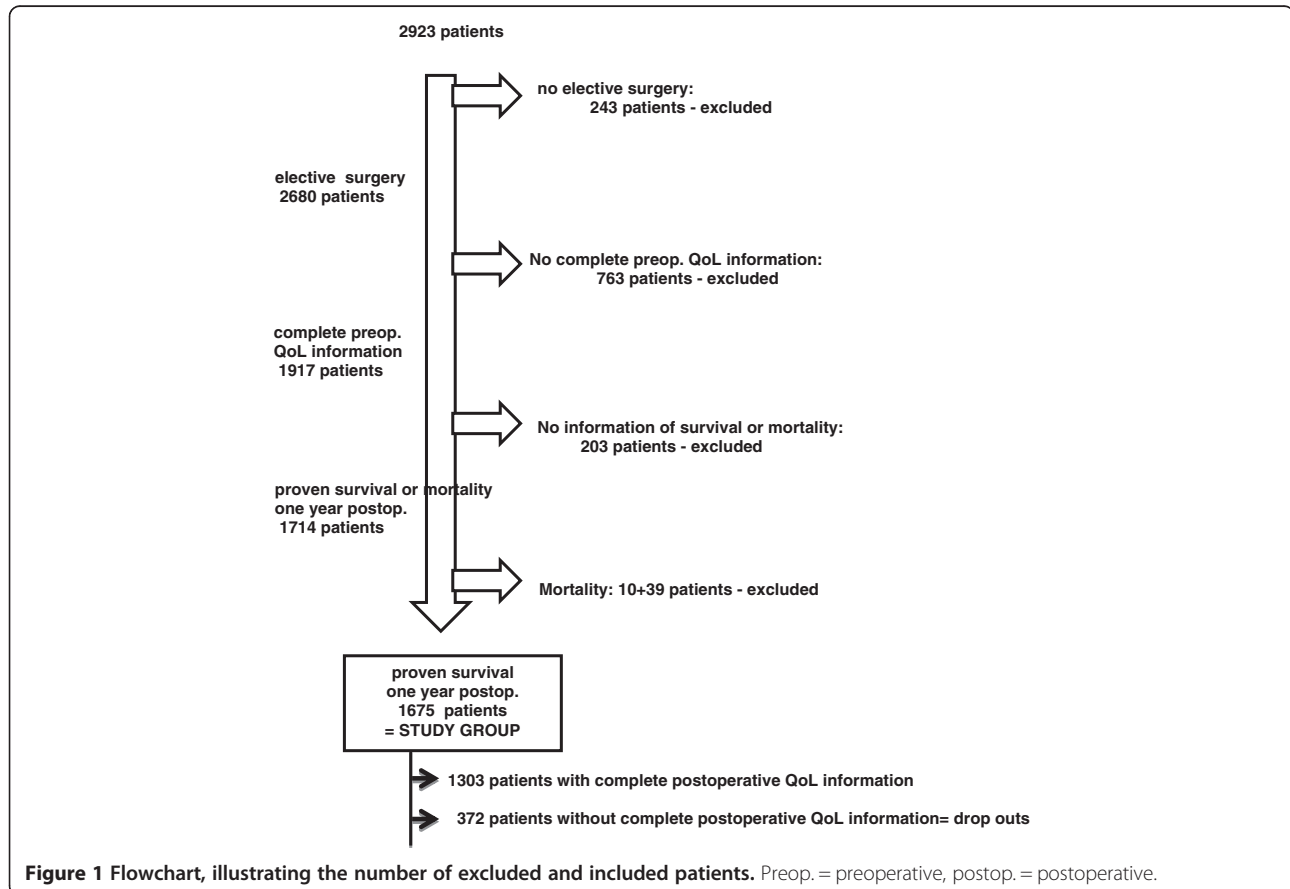 2923 patients
no elective surgery:
243 patients - excluded
elective surgery
2680 patients
No complete preop. QoL information:
763 patients - excluded
complete preop.
QoL information
1917 patients
No information of survival or mortality:
203 patients - excluded
proven survival or mortality
one year postop.
1714 patients
Mortality: 10+39 patients - excluded
proven survival
one year postop.
1675 patients
= STUDY GROUP
1303 patients with complete postoperative QoL information
372 patients without complete postoperative QoL information= drop outs
Figure 1 Flowchart, illustrating the number of excluded and included patients. Preop. = preoperative, postop. = postoperative.